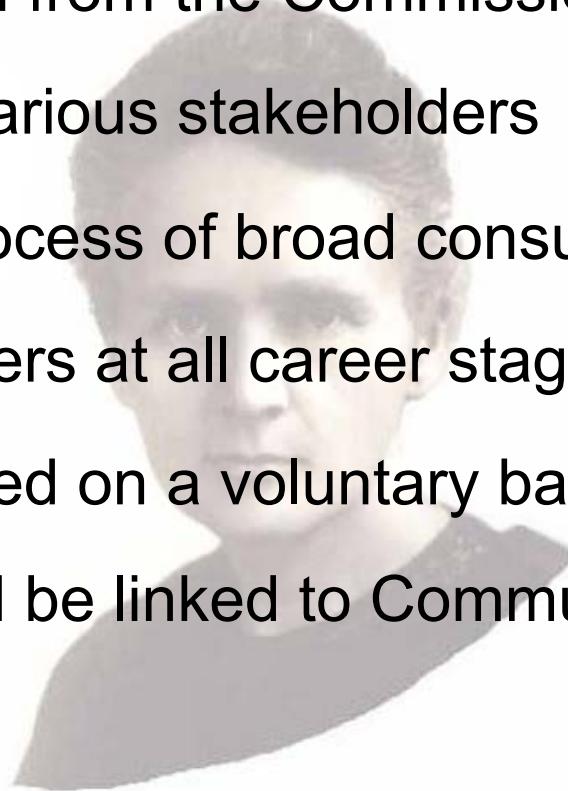 from the Commissi
arious stakeholders
ocess of broad consu
ers at all career stag
ed on a voluntary ba
be linked to Commu